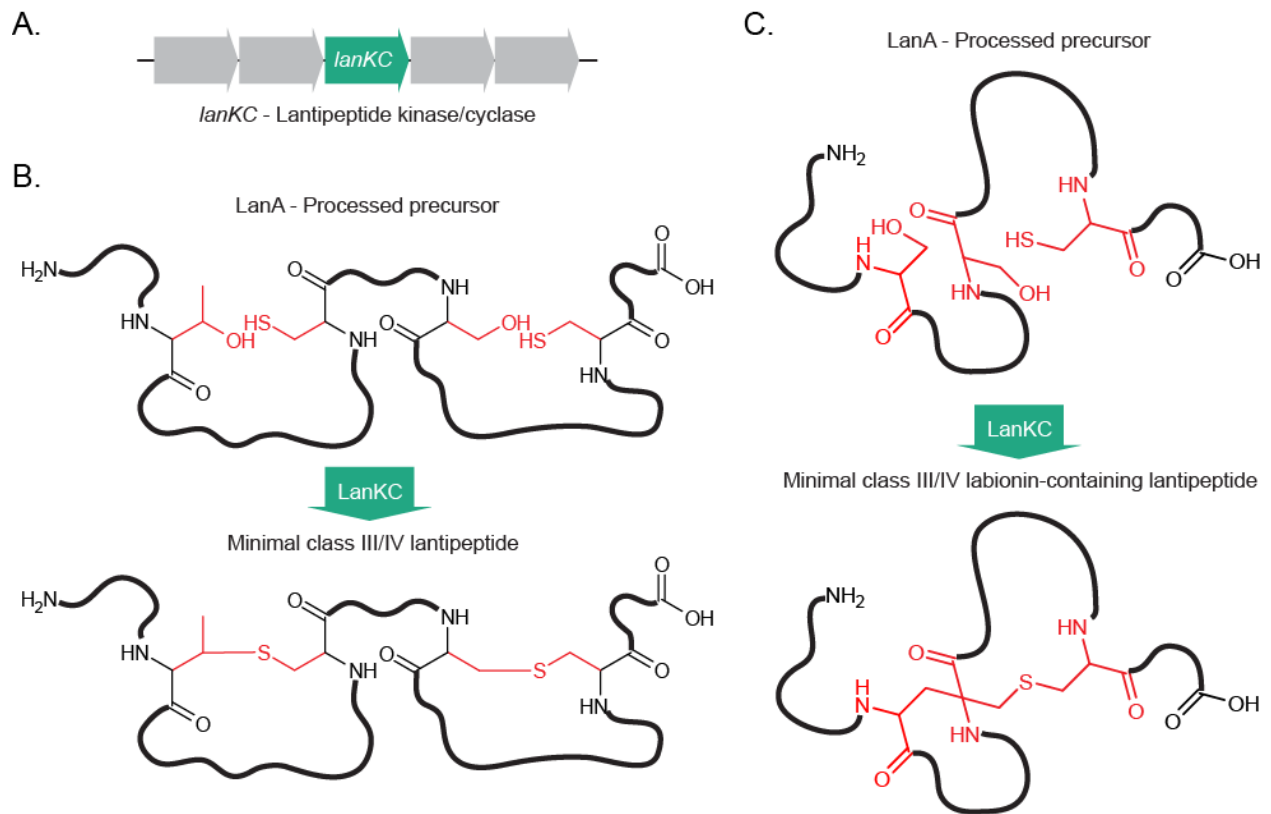 A.
lanKC
lanKC - Lantipeptide kinase/cyclase
B.
LanA - Processed precursor
H₂N
HN
O
OH
HS
O
NH
NH
O
OH
HS
HN
O
O
OH
LanKC
Minimal class III/IV lantipeptide
H₂N
HN
O
S
O
NH
NH
O
S
HN
O
O
OH
C.
LanA - Processed precursor
NH₂
HO
H
N
O
O
HN
OH
HN
HS
O
O
OH
LanKC
Minimal class III/IV labionin-containing lantipeptide
NH₂
H
N
O
O
HN
S
HN
O
O
OH